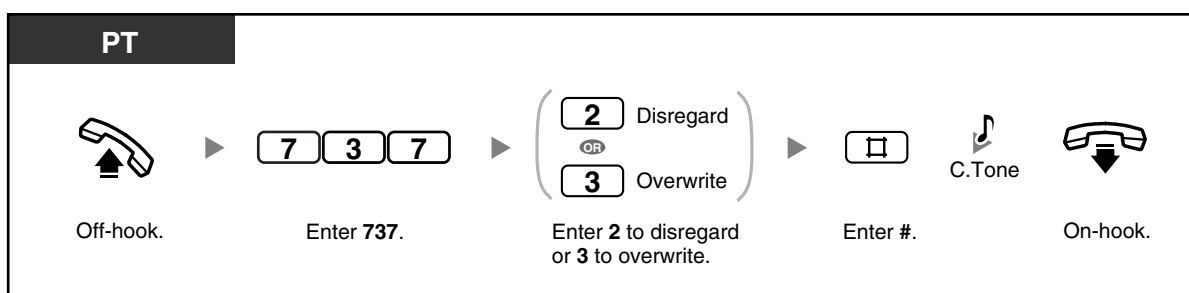 PT
7 3 7
2 Disregard
OR
3 Overwrite
#
C.Tone
Off-hook.
Enter 737.
Enter 2 to disregard
or 3 to overwrite.
Enter #.
On-hook.